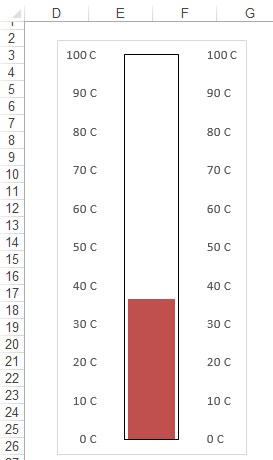 D E F G
1
2
3 100 C 100 C
4
5 90 C 90 C
6
7
8 80 C 80 C
9
10 70 C 70 C
11
12 60 C 60 C
13
14
15 50 C 50 C
16
17 40 C 40 C
18
19 30 C 30 C
20
21 20 C 20 C
22
23
24 10 C 10 C
25
26 0 C 0 C
27